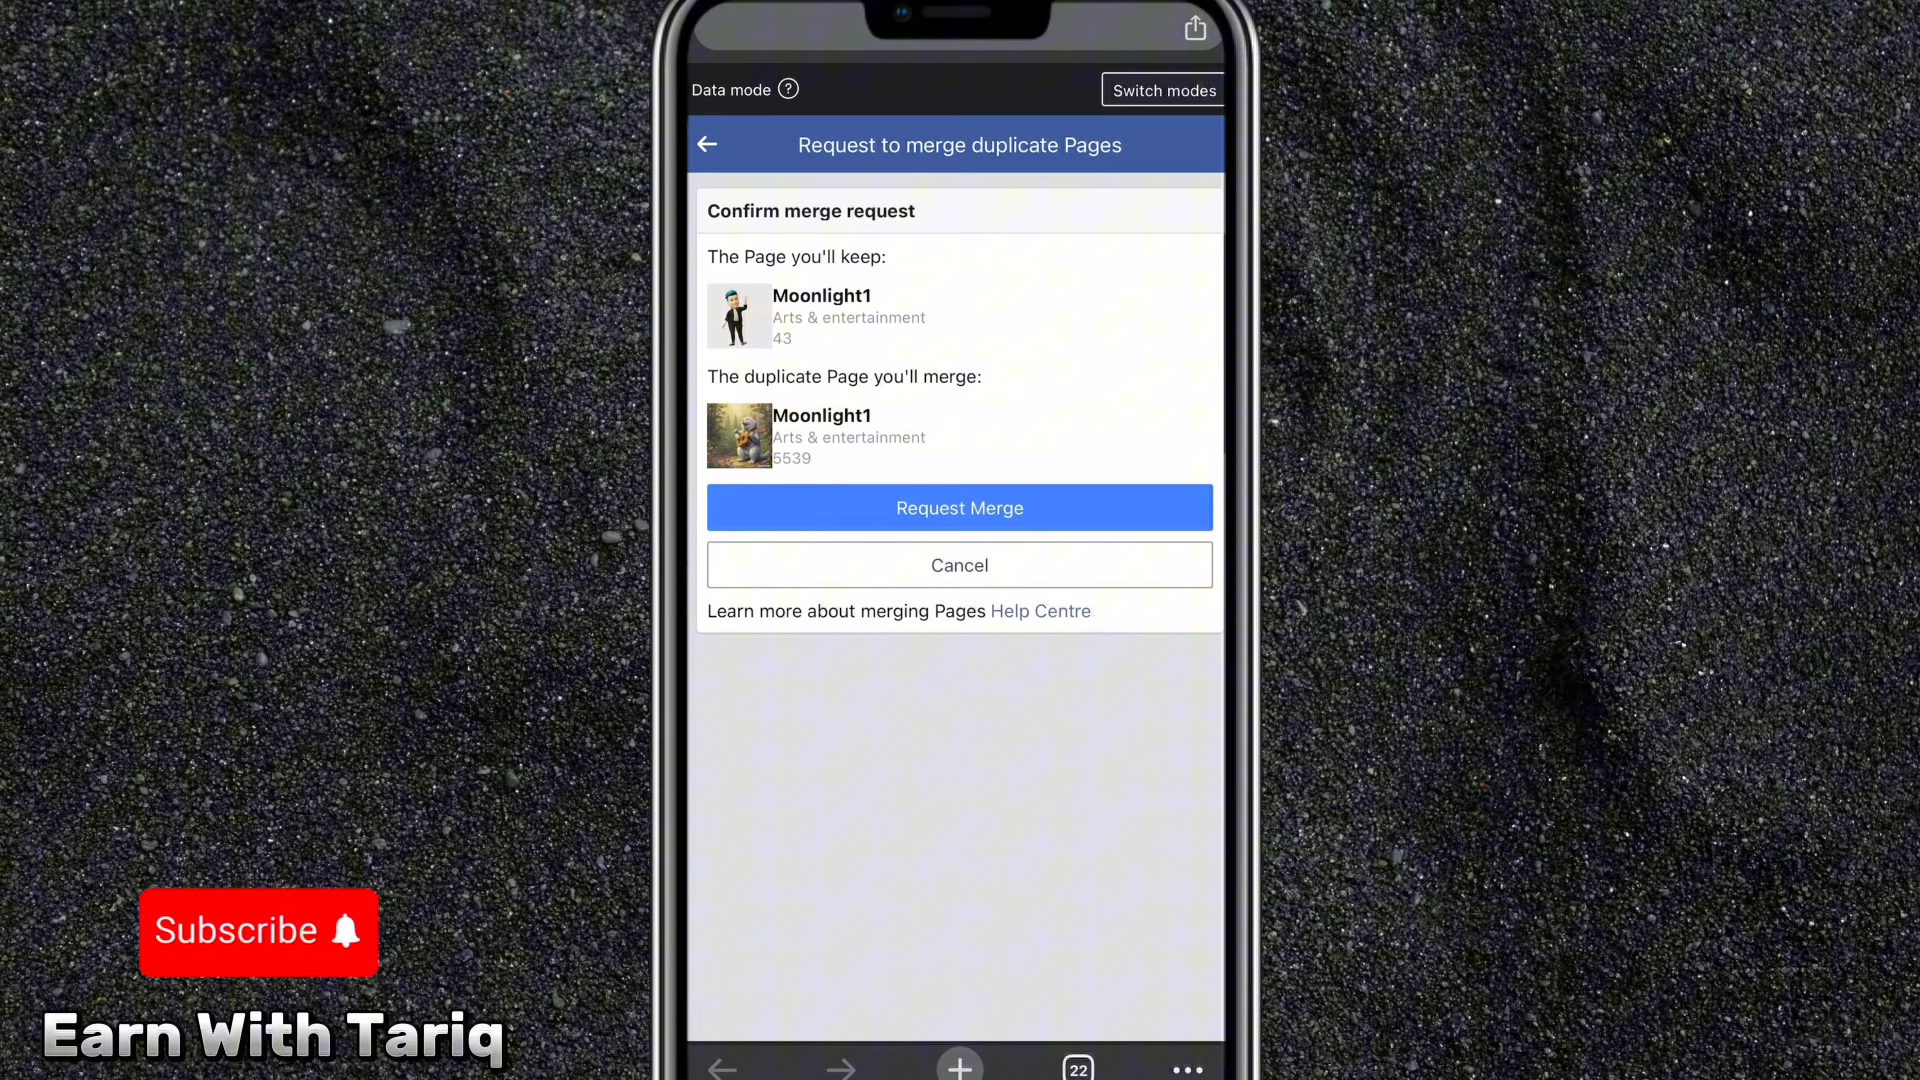 Data mode ?
Switch modes
Request to merge duplicate Pages
Confirm merge request
The Page you'll keep:
Moonlight1
Arts & entertainment
43
The duplicate Page you'll merge:
Moonlight1
Arts & entertainment
5539
Request Merge
Cancel
Learn more about merging Pages Help Centre
22
Subscribe
Earn With Tariq